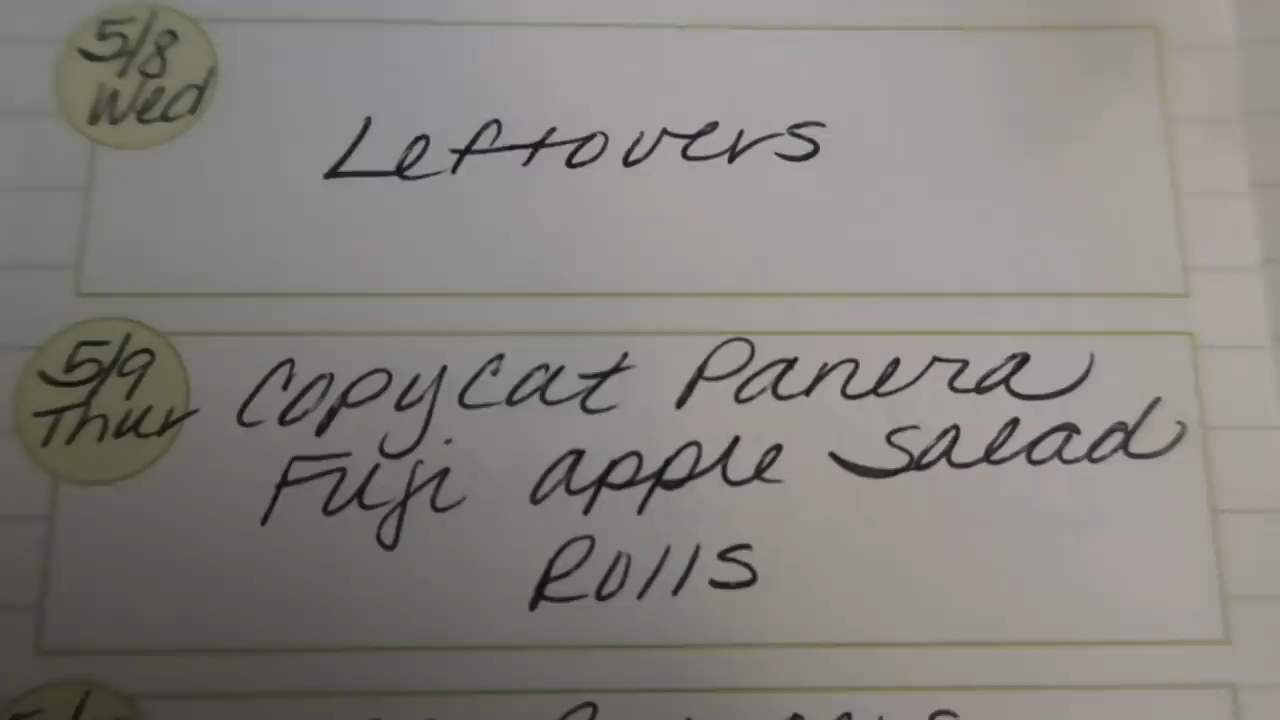 5/8
Wed
Leftovers
5/9
Thur
Copycat Panera
Fuji apple Salad
Rolls